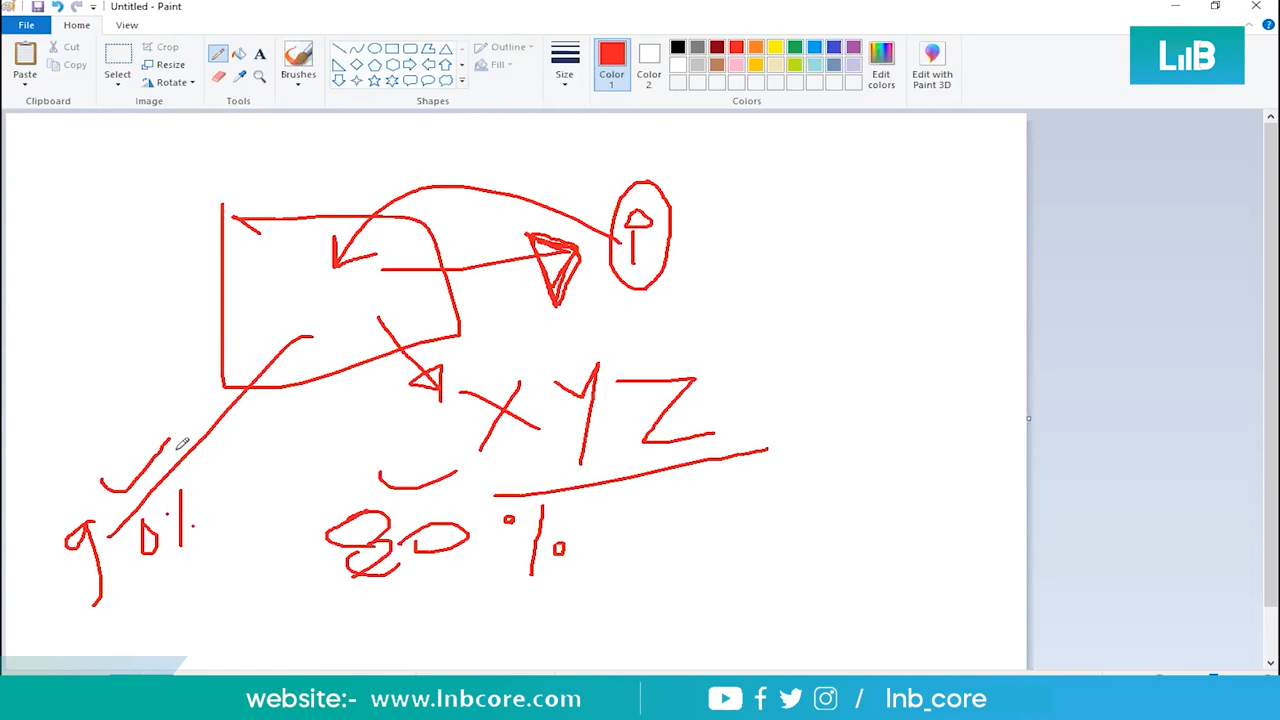 Untitled - Paint
File Home View
Paste
Cut
Copy
Clipboard
Select
Crop
Resize
Rotate
Image
A
Tools
Brushes
Outline
Fill
Shapes
Size
Color 1
Color 2
Edit colors
Colors
Edit with Paint 3D
LnB
P
X Y Z
90%
80 %
website:- www.lnbcore.com
lnb_core